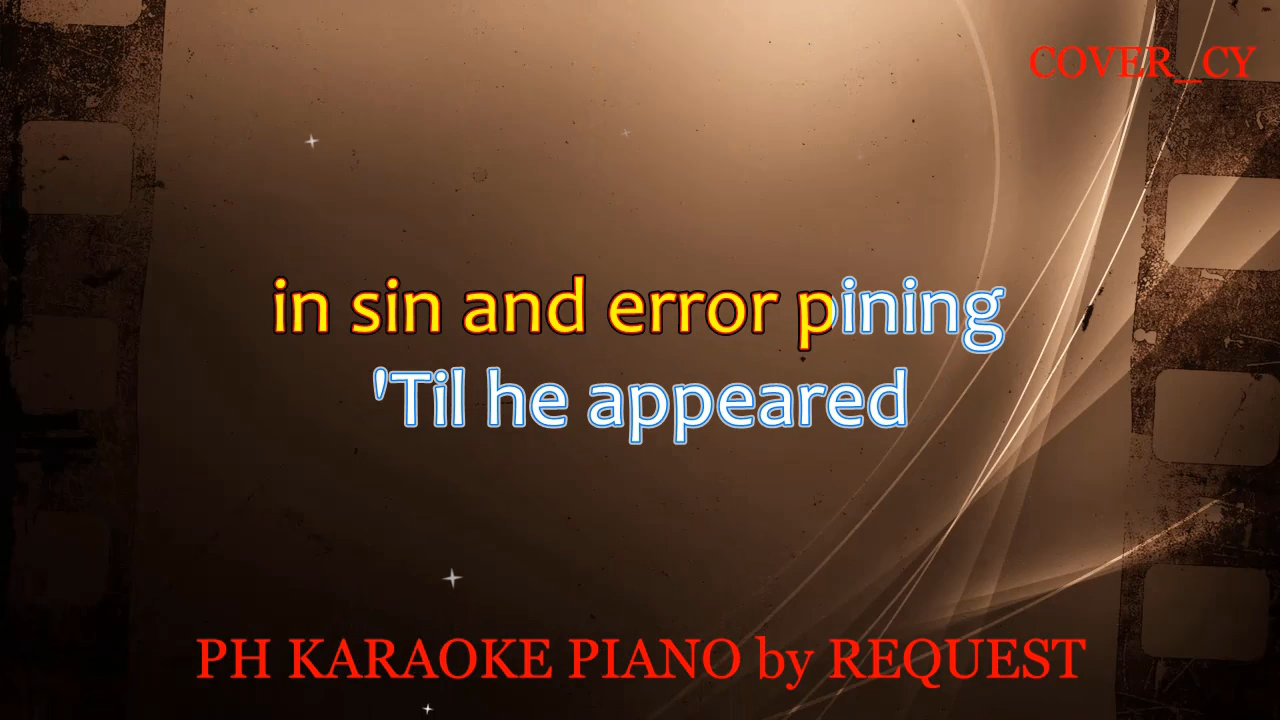 COVER_CY
in sin and error pining
'Til he appeared
PH KARAOKE PIANO by REQUEST